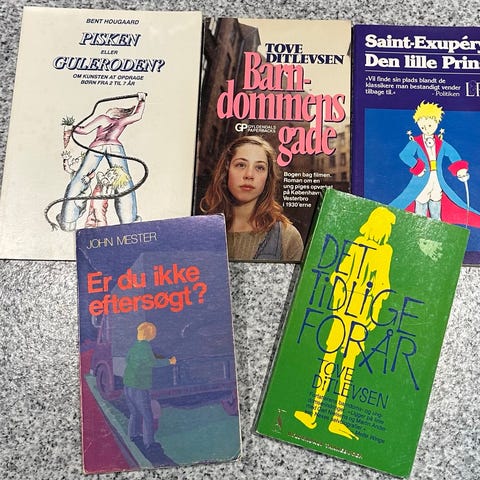 BENT HOUGAARD
PISKEN
ELLER
GULERODEN?
OM KUNSTEN AT OPDRAGE
BØRN FRA 2 TIL 7 ÅR
TOVE
DITLEVSEN
Barn-
dommens
gade
GP GYLDENDALS
PAPERBACKS
Bogen bag filmen.
Roman om en
ung piges opvækst
på Københavns
Vesterbro
i 1930'erne
Saint-Exupéry
Den lille Prins
»Vil finde sin plads blandt de
klassikere man bestandigt vender
tilbage til.«
Politiken
JOHN MESTER
Er du ikke
eftersøgt?
DET
TIDLIGE
FORÅR
TOVE
DITLEVSEN